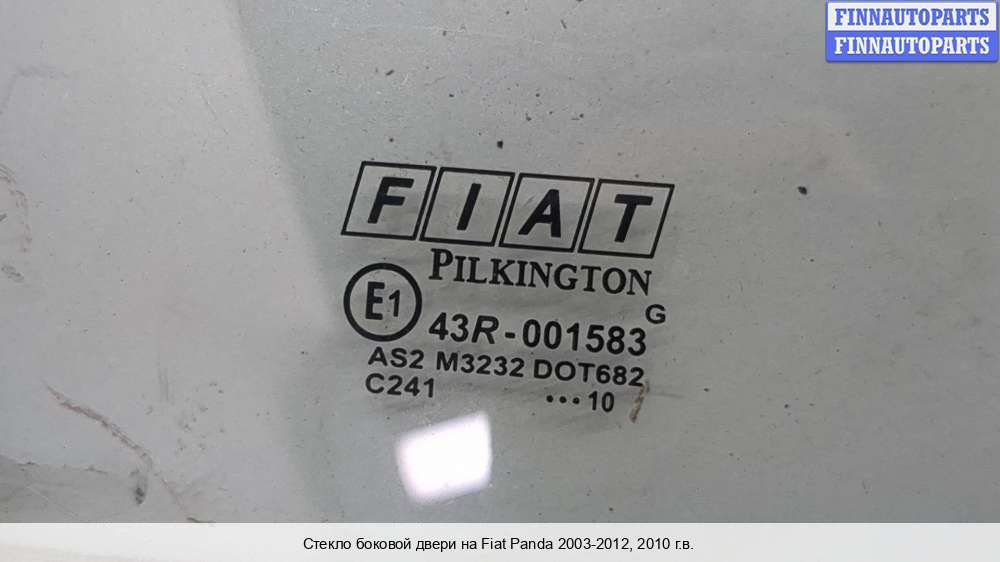 FINNAUTOPARTS
FINNAUTOPARTS
FIAT
PILKINGTON
G
E1 43R-001583
AS2 M3232 DOT682
C241 •••10
Стекло боковой двери на Fiat Panda 2003-2012, 2010 г.в.